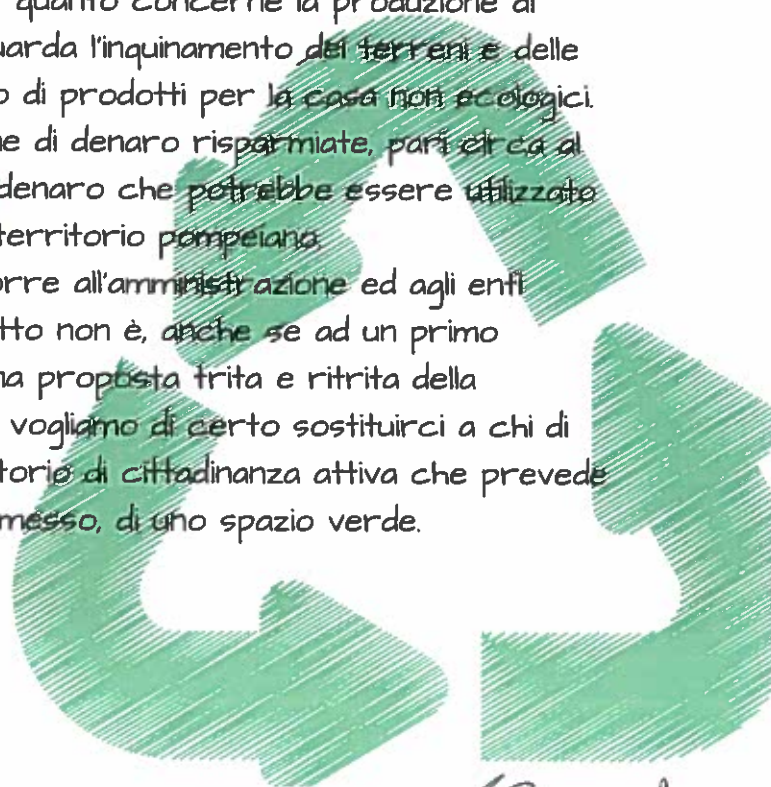 quanto concerne la produzione di
uarda l'inquinamento dei terreni e delle
o di prodotti per la casa non ecologici.
ne di denaro risparmiate, pari circa al
denaro che potrebbe essere utilizzato
territorio pompeiano.
orre all'amministrazione ed agli enti
tto non è, anche se ad un primo
na proposta trita e ritrita della
vogliamo di certo sostituirci a chi di
torio di cittadinanza attiva che prevede
messo, di uno spazio verde.